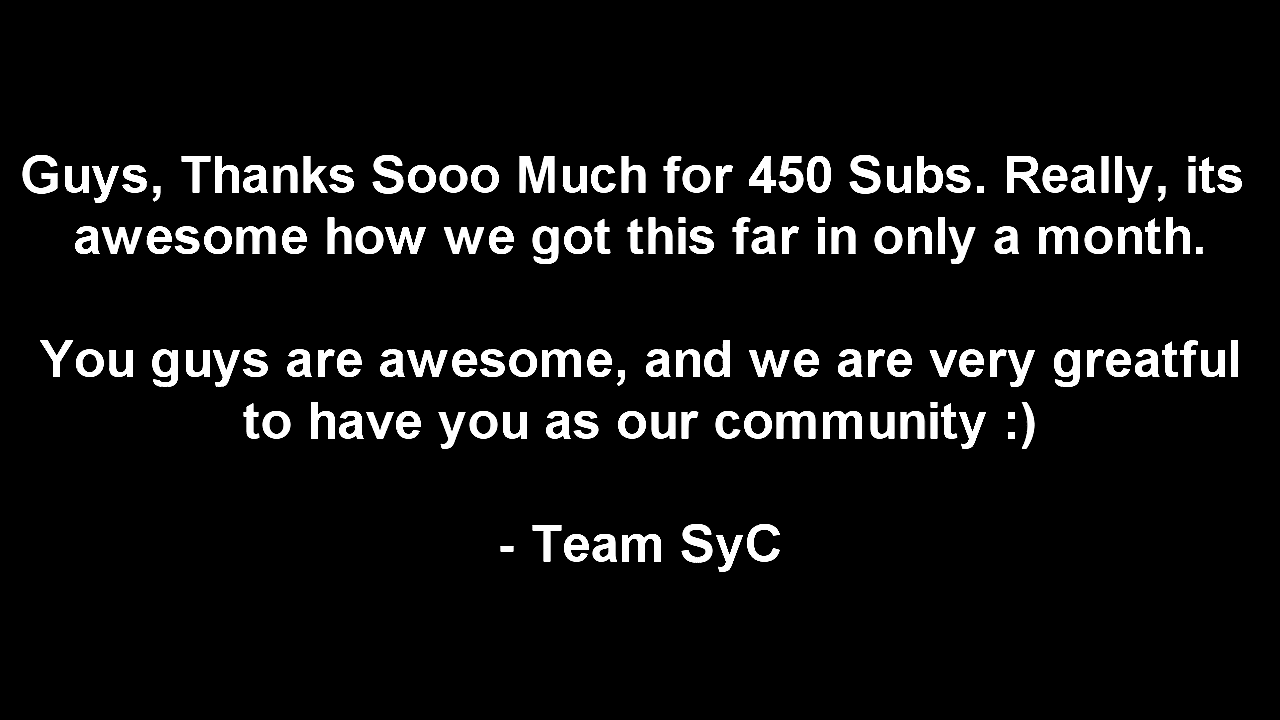 Guys, Thanks Sooo Much for 450 Subs. Really, its
awesome how we got this far in only a month.
You guys are awesome, and we are very greatful
to have you as our community :)
- Team SyC